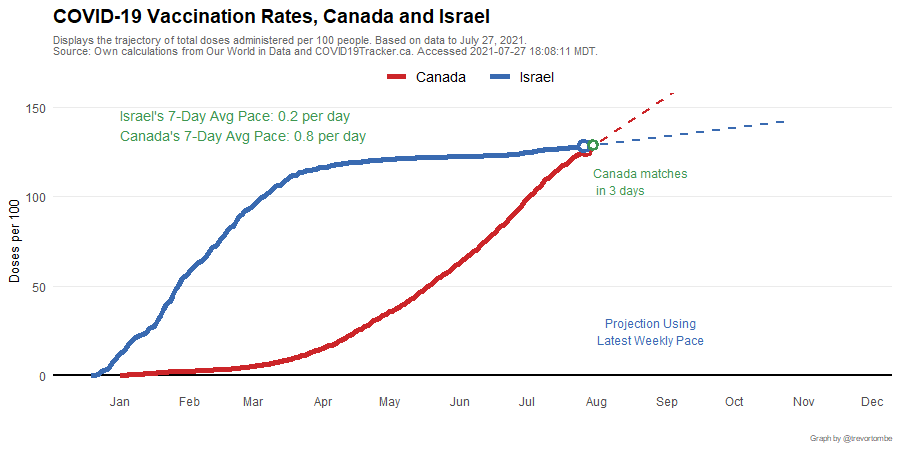 COVID-19 Vaccination Rates, Canada and Israel
Displays the trajectory of total doses administered per 100 people. Based on data to July 27, 2021.
Source: Own calculations from Our World in Data and COVID19Tracker.ca. Accessed 2021-07-27 18:08:11 MDT.
Canada Israel
150
Israel's 7-Day Avg Pace: 0.2 per day
Canada's 7-Day Avg Pace: 0.8 per day
Canada matches
in 3 days
100
Doses per 100
50
Projection Using
Latest Weekly Pace
0
Jan Feb Mar Apr May Jun Jul Aug Sep Oct Nov Dec
Graph by @trevortombe